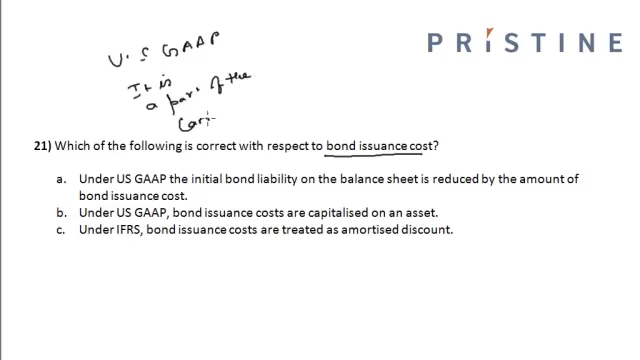 U.S GAAP
PRISTINE
It is
a part of the
Car
21) Which of the following is correct with respect to bond issuance cost?
a. Under US GAAP the initial bond liability on the balance sheet is reduced by the amount of
bond issuance cost.
b. Under US GAAP, bond issuance costs are capitalised on an asset.
c. Under IFRS, bond issuance costs are treated as amortised discount.